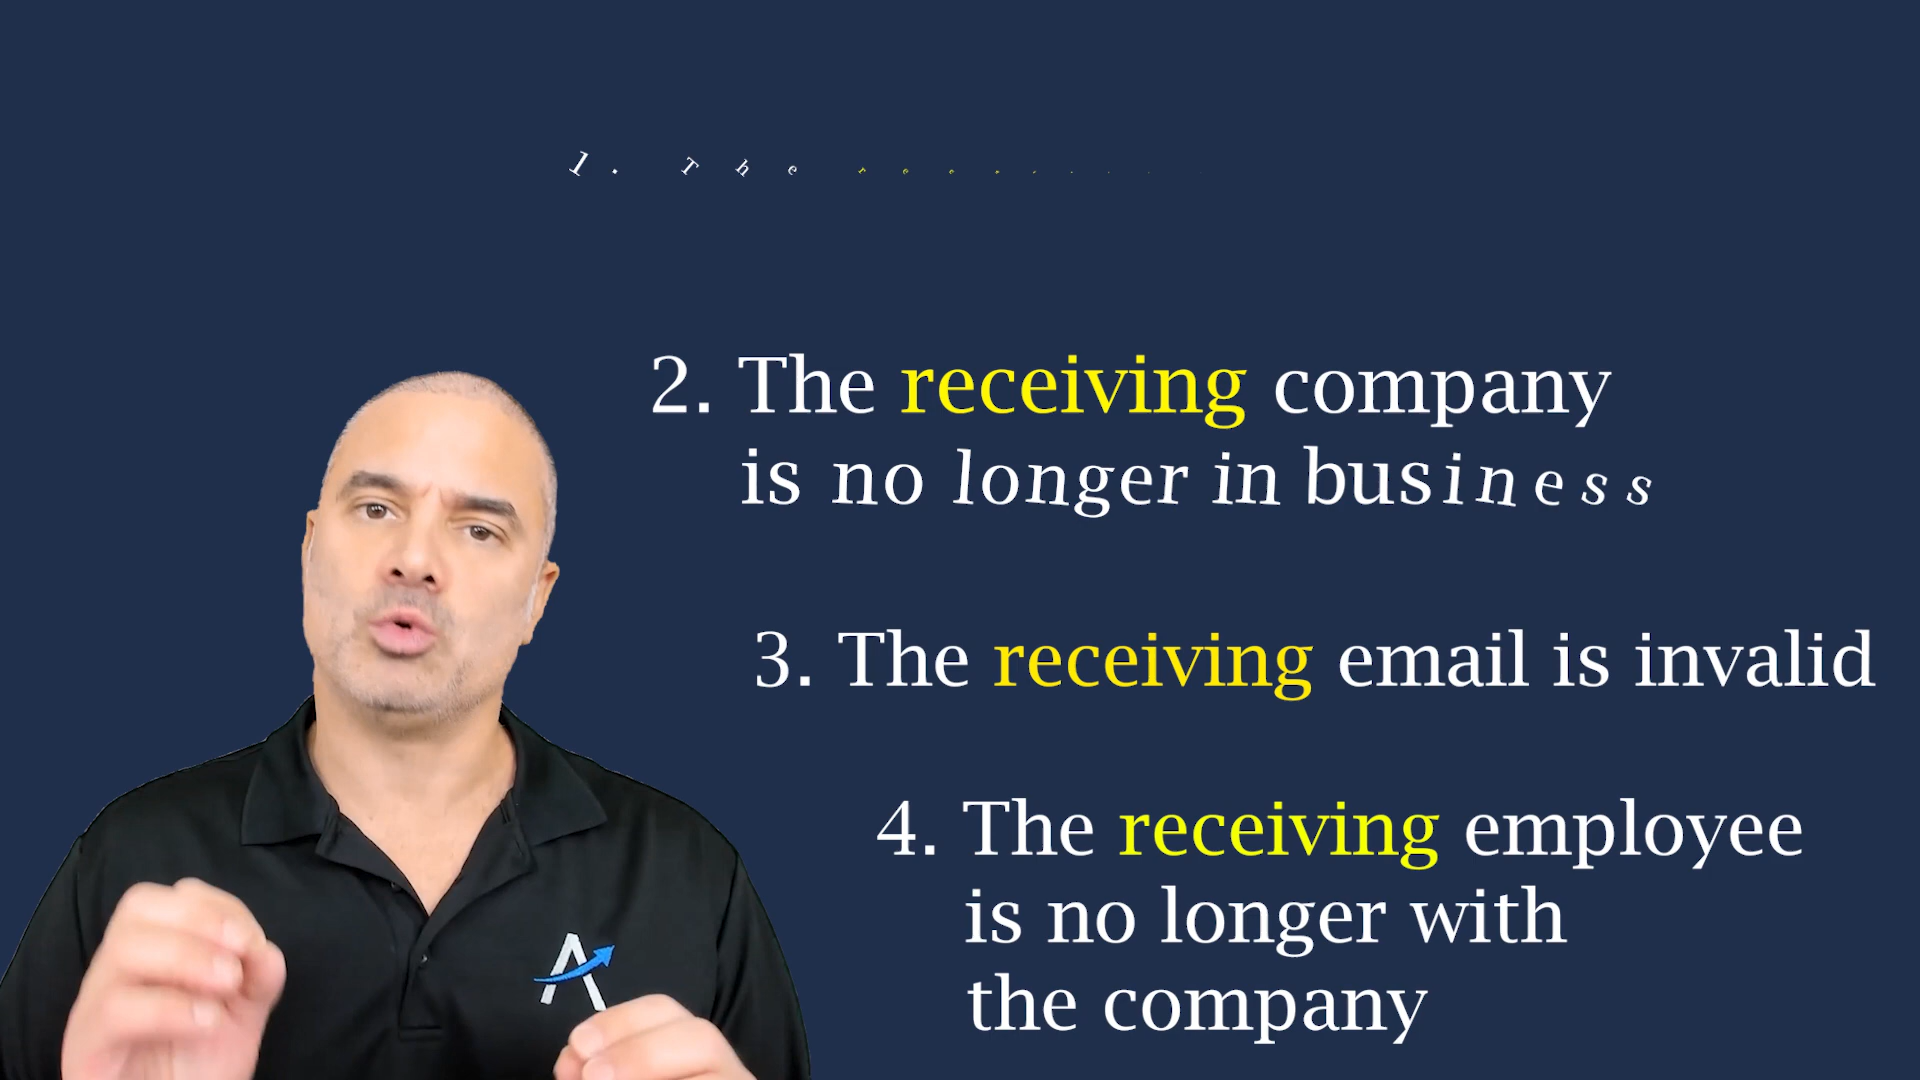 1. The
2. The receiving company
is no longer in business
3. The receiving email is invalid
4. The receiving employee
is no longer with
the company